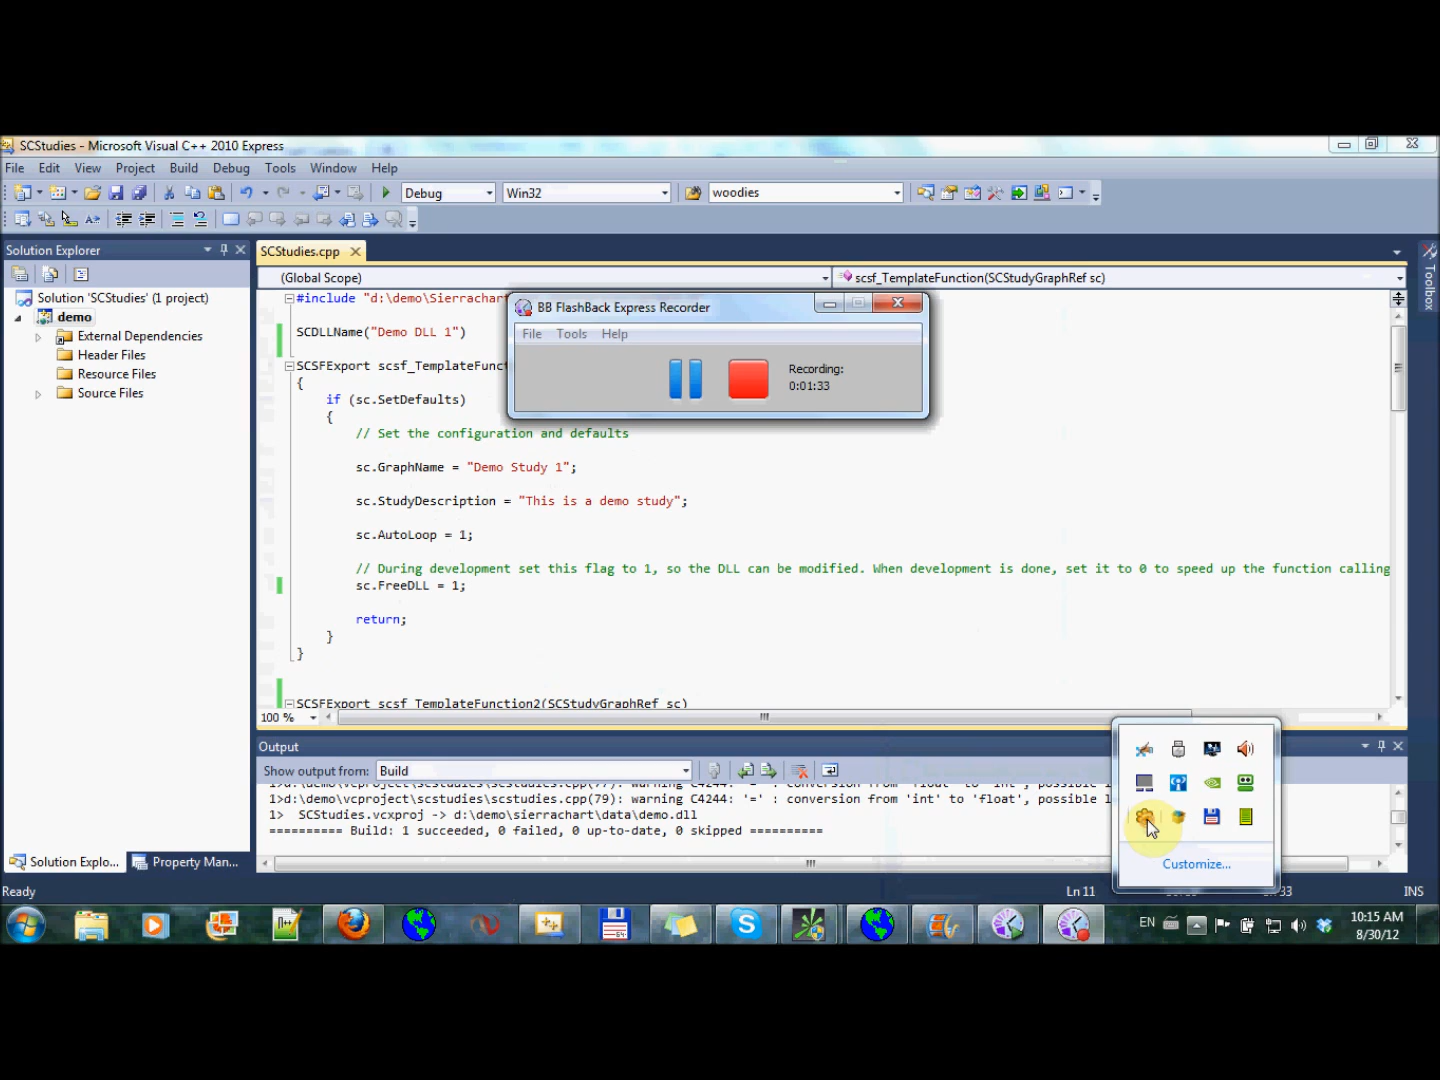 SCStudies - Microsoft Visual C++ 2010 Express
File Edit View Project Build Debug Tools Window Help
Debug Win32 woodies
Solution Explorer
SCStudies.cpp
(Global Scope) scsf_TemplateFunction(SCStudyGraphRef sc)
Toolbox
Solution 'SCStudies' (1 project)
demo
External Dependencies
Header Files
Resource Files
Source Files
#include "d:\demo\Sierrachart
SCDLLName("Demo DLL 1")
SCSFExport scsf_TemplateFunct
{
if (sc.SetDefaults)
{
// Set the configuration and defaults
sc.GraphName = "Demo Study 1";
sc.StudyDescription = "This is a demo study";
sc.AutoLoop = 1;
// During development set this flag to 1, so the DLL can be modified. When development is done, set it to 0 to speed up the function calling
sc.FreeDLL = 1;
return;
}
}
SCSFExport scsf_TemplateFunction2(SCStudyGraphRef sc)
100 %
BB FlashBack Express Recorder
File Tools Help
Recording:
0:01:33
Output
Show output from: Build
1>d:\demo\vcproject\scstudies\scstudies.cpp(77): warning C4244: '=' : conversion from 'float' to 'int', possible l
1>d:\demo\vcproject\scstudies\scstudies.cpp(79): warning C4244: '=' : conversion from 'int' to 'float', possible l
1> SCStudies.vcxproj -> d:\demo\sierrachart\data\demo.dll
========== Build: 1 succeeded, 0 failed, 0 up-to-date, 0 skipped ==========
Customize...
Solution Explo... Property Man...
Ready Ln 11 INS
EN
10:15 AM
8/30/12